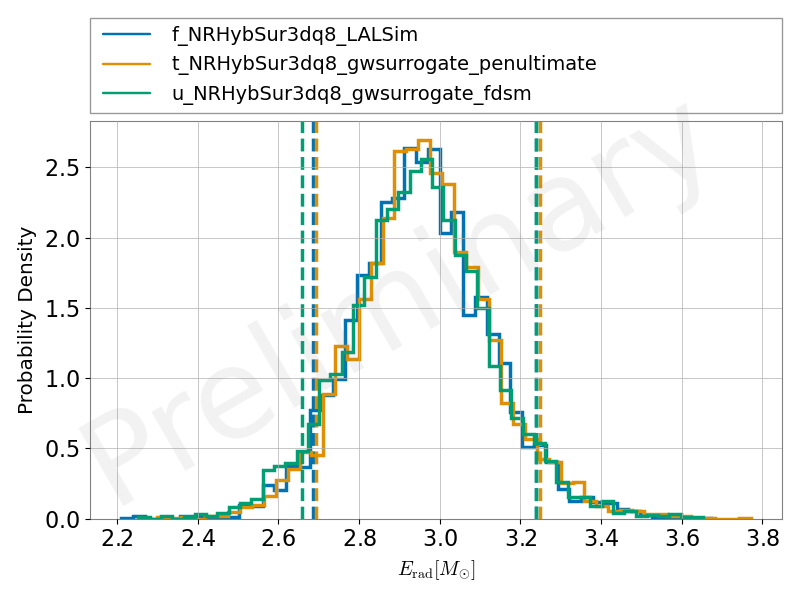 f_NRHybSur3dq8_LALSim
t_NRHybSur3dq8_gwsurrogate_penultimate
u_NRHybSur3dq8_gwsurrogate_fdsm
Preliminary
Probability Density
2.5
2.0
1.5
1.0
0.5
0.0
2.2 2.4 2.6 2.8 3.0 3.2 3.4 3.6 3.8
E_rad[M_⊙]